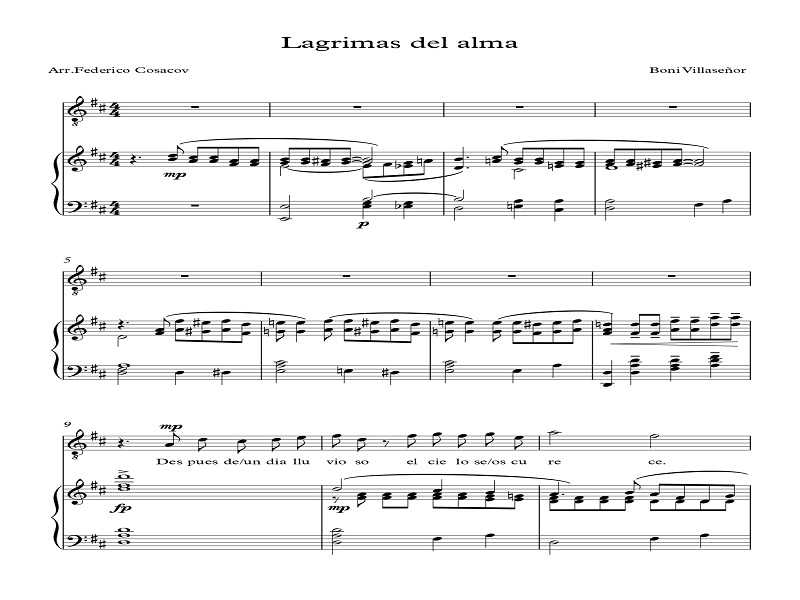 Lagrimas del alma
Arr.Federico Cosacov
Boni Villaseñor
mp
p
5
9
mp
Des pues de/un dia llu vio so el cie lo se/os cu re ce.
fp
mp